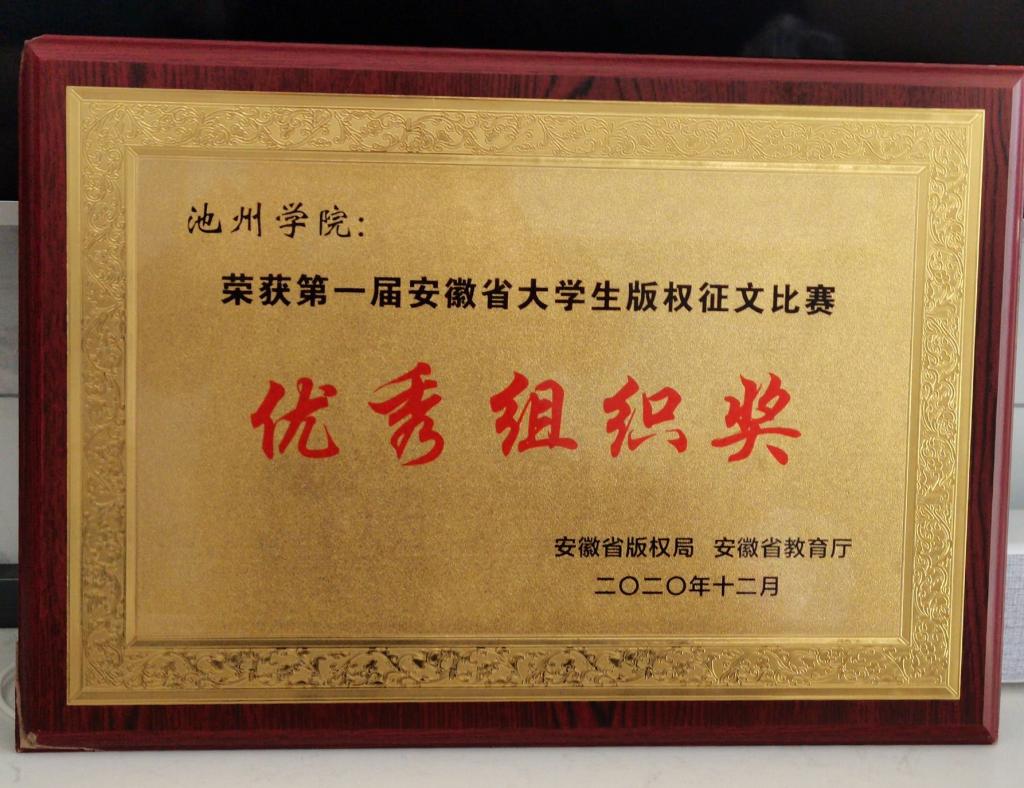 池州学院：
荣获第一届安徽省大学生版权征文比赛
优秀组织奖
安徽省版权局 安徽省教育厅
二〇二〇年十二月